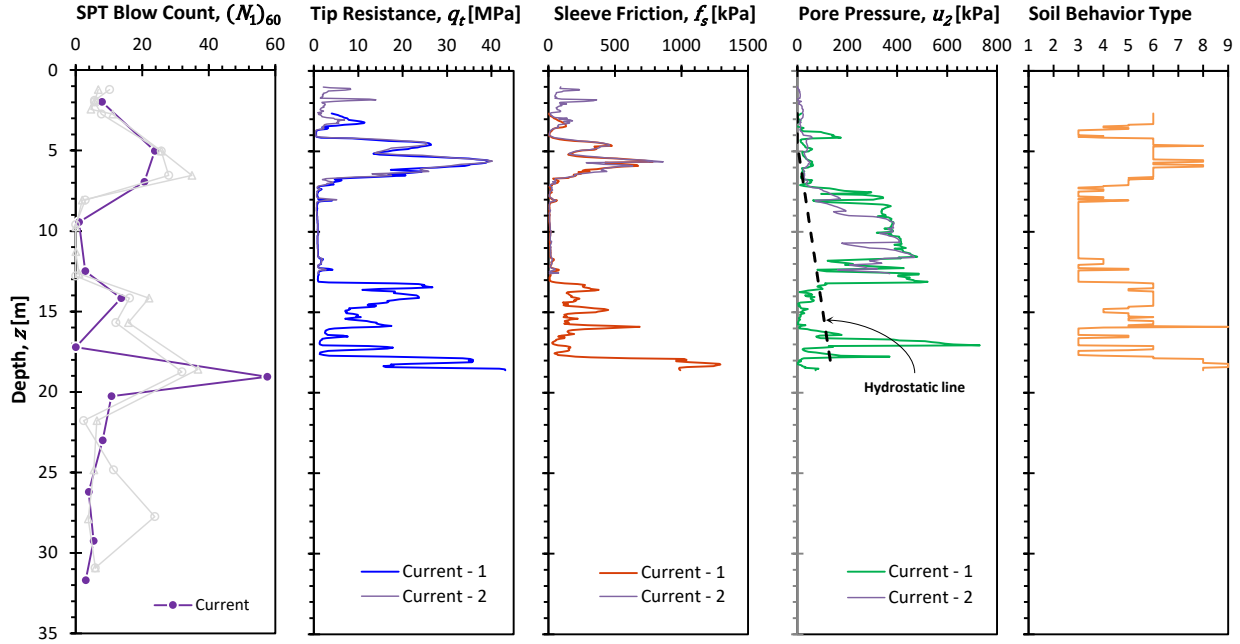 SPT Blow Count, (N₁)₆₀
Tip Resistance, qₜ [MPa]
Sleeve Friction, fₛ [kPa]
Pore Pressure, u₂ [kPa]
Soil Behavior Type
0 20 40 60
0 10 20 30 40
0 500 1000 1500
0 200 400 600 800
1 2 3 4 5 6 7 8 9
Depth, z [m]
0
5
10
15
20
25
30
35
Hydrostatic line
Current
Current - 1
Current - 2
Current - 1
Current - 2
Current - 1
Current - 2